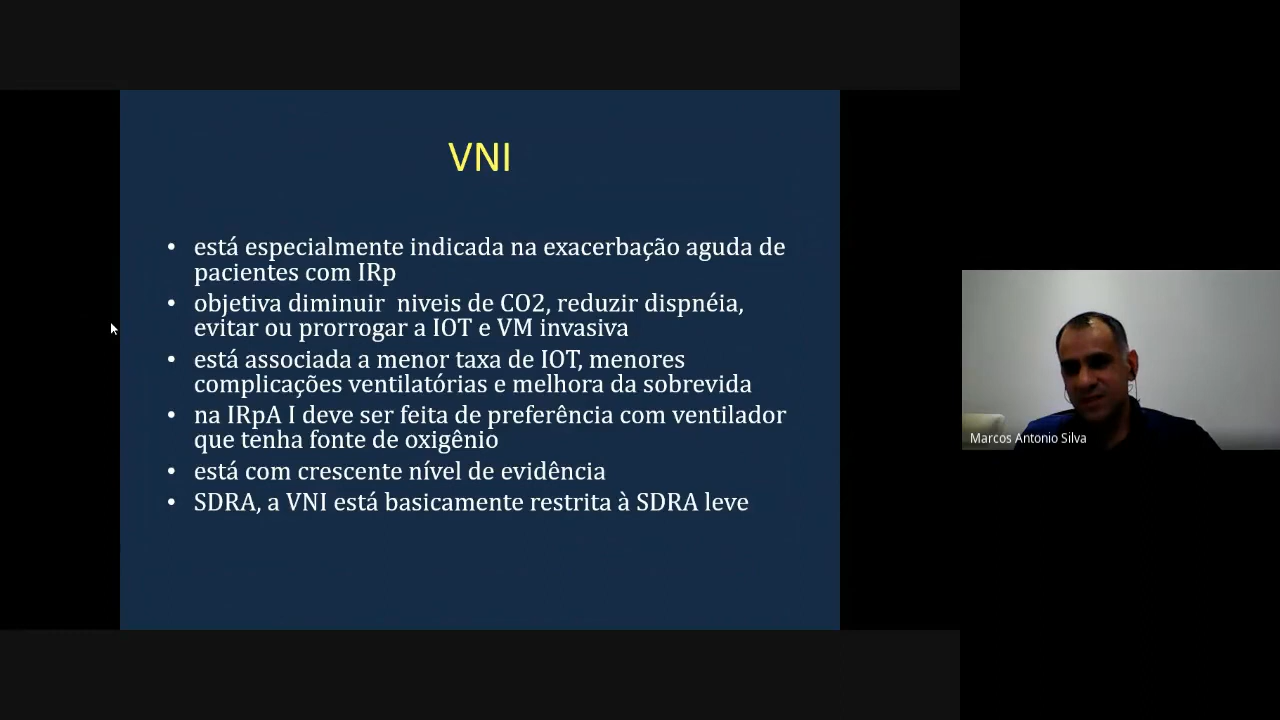 VNI
• está especialmente indicada na exacerbação aguda de
pacientes com IRp
• objetiva diminuir  niveis de CO2, reduzir dispnéia,
evitar ou prorrogar a IOT e VM invasiva
• está associada a menor taxa de IOT, menores
complicações ventilatórias e melhora da sobrevida
• na IRpA I deve ser feita de preferência com ventilador
que tenha fonte de oxigênio
• está com crescente nível de evidência
• SDRA, a VNI está basicamente restrita à SDRA leve
Marcos Antonio Silva